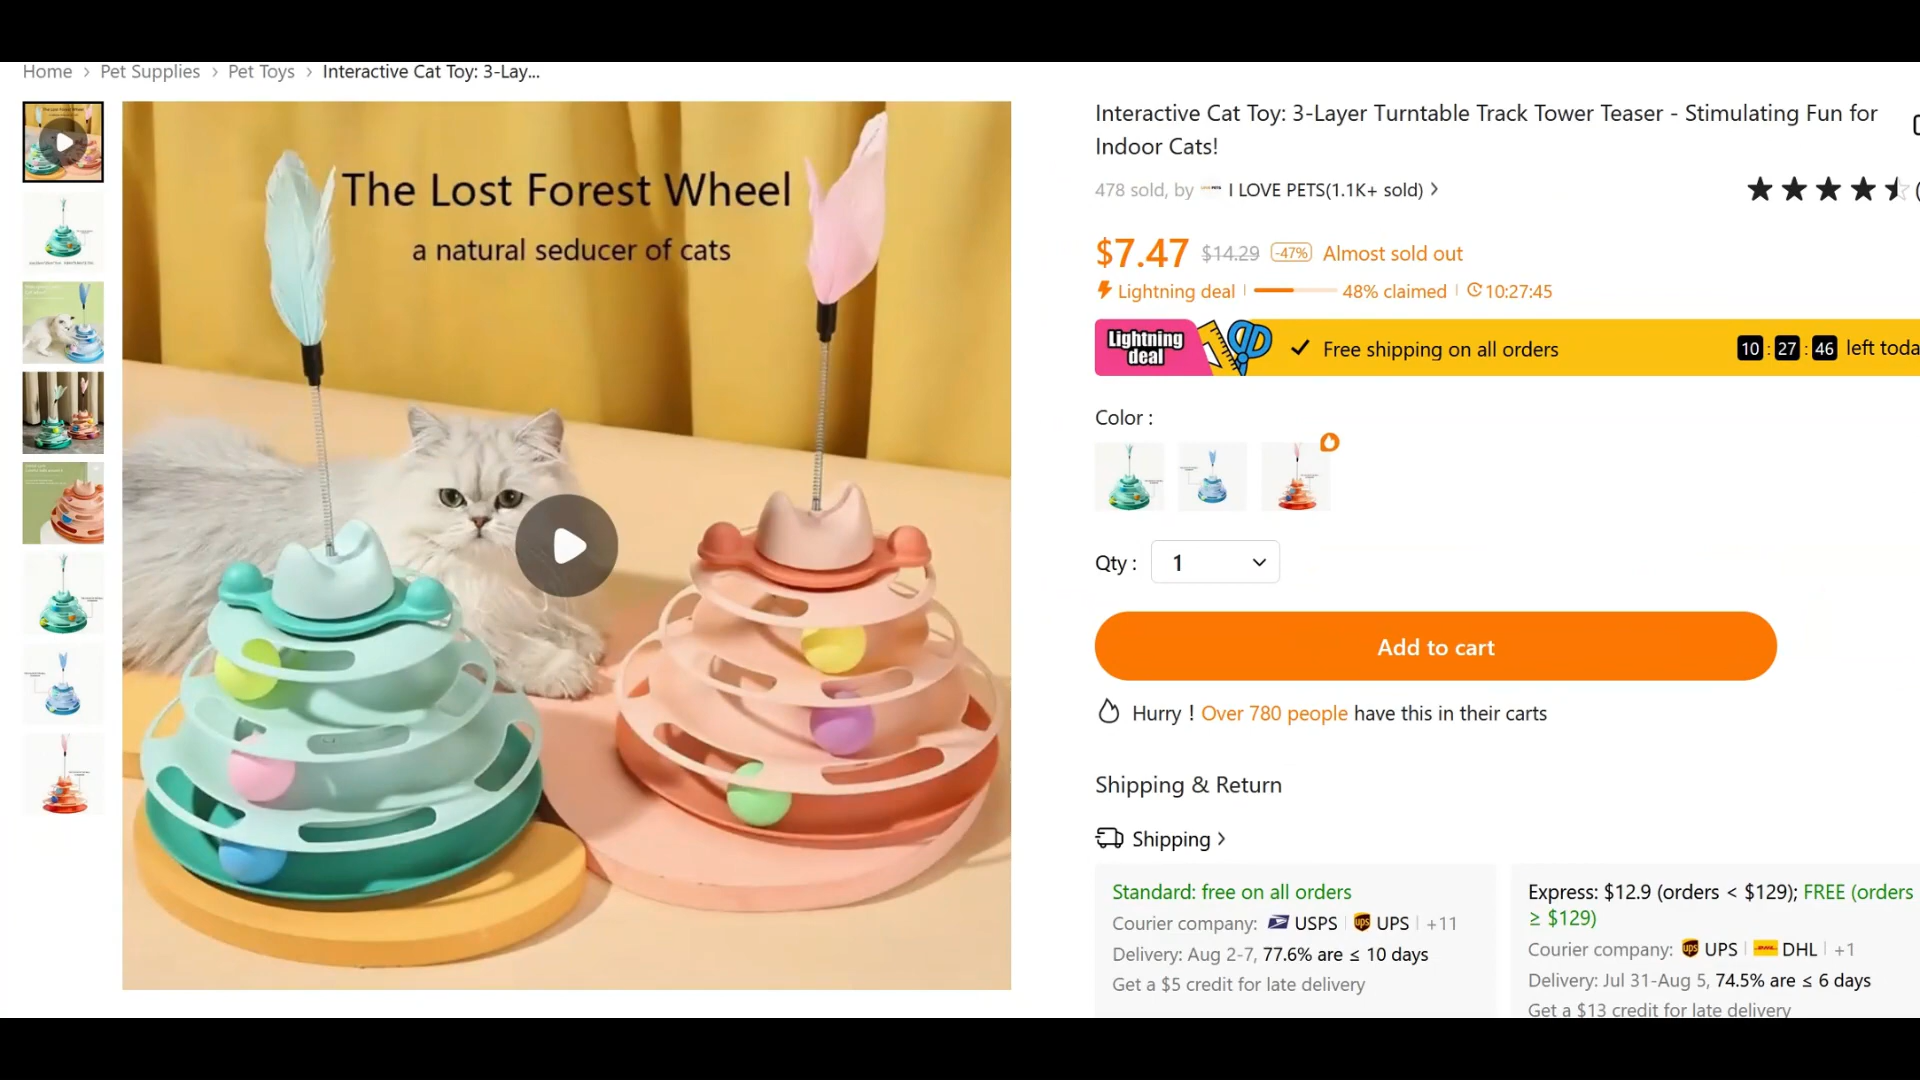 Home > Pet Supplies > Pet Toys > Interactive Cat Toy: 3-Lay...
The Lost Forest Wheel
a natural seducer of cats
Interactive Cat Toy: 3-Layer Turntable Track Tower Teaser - Stimulating Fun for
Indoor Cats!
478 sold, by I LOVE PETS(1.1K+ sold) >
$7.47 $14.29 -47% Almost sold out
Lightning deal 48% claimed 10:27:45
Lightning
deal
Free shipping on all orders
10 : 27 : 46 left toda
Color :
Qty : 1
Add to cart
Hurry ! Over 780 people have this in their carts
Shipping & Return
Shipping >
Standard: free on all orders
Courier company: USPS | UPS | +11
Delivery: Aug 2-7, 77.6% are ≤ 10 days
Get a $5 credit for late delivery
Express: $12.9 (orders < $129); FREE (orders
≥ $129)
Courier company: UPS | DHL | +1
Delivery: Jul 31-Aug 5, 74.5% are ≤ 6 days
Get a $13 credit for late delivery